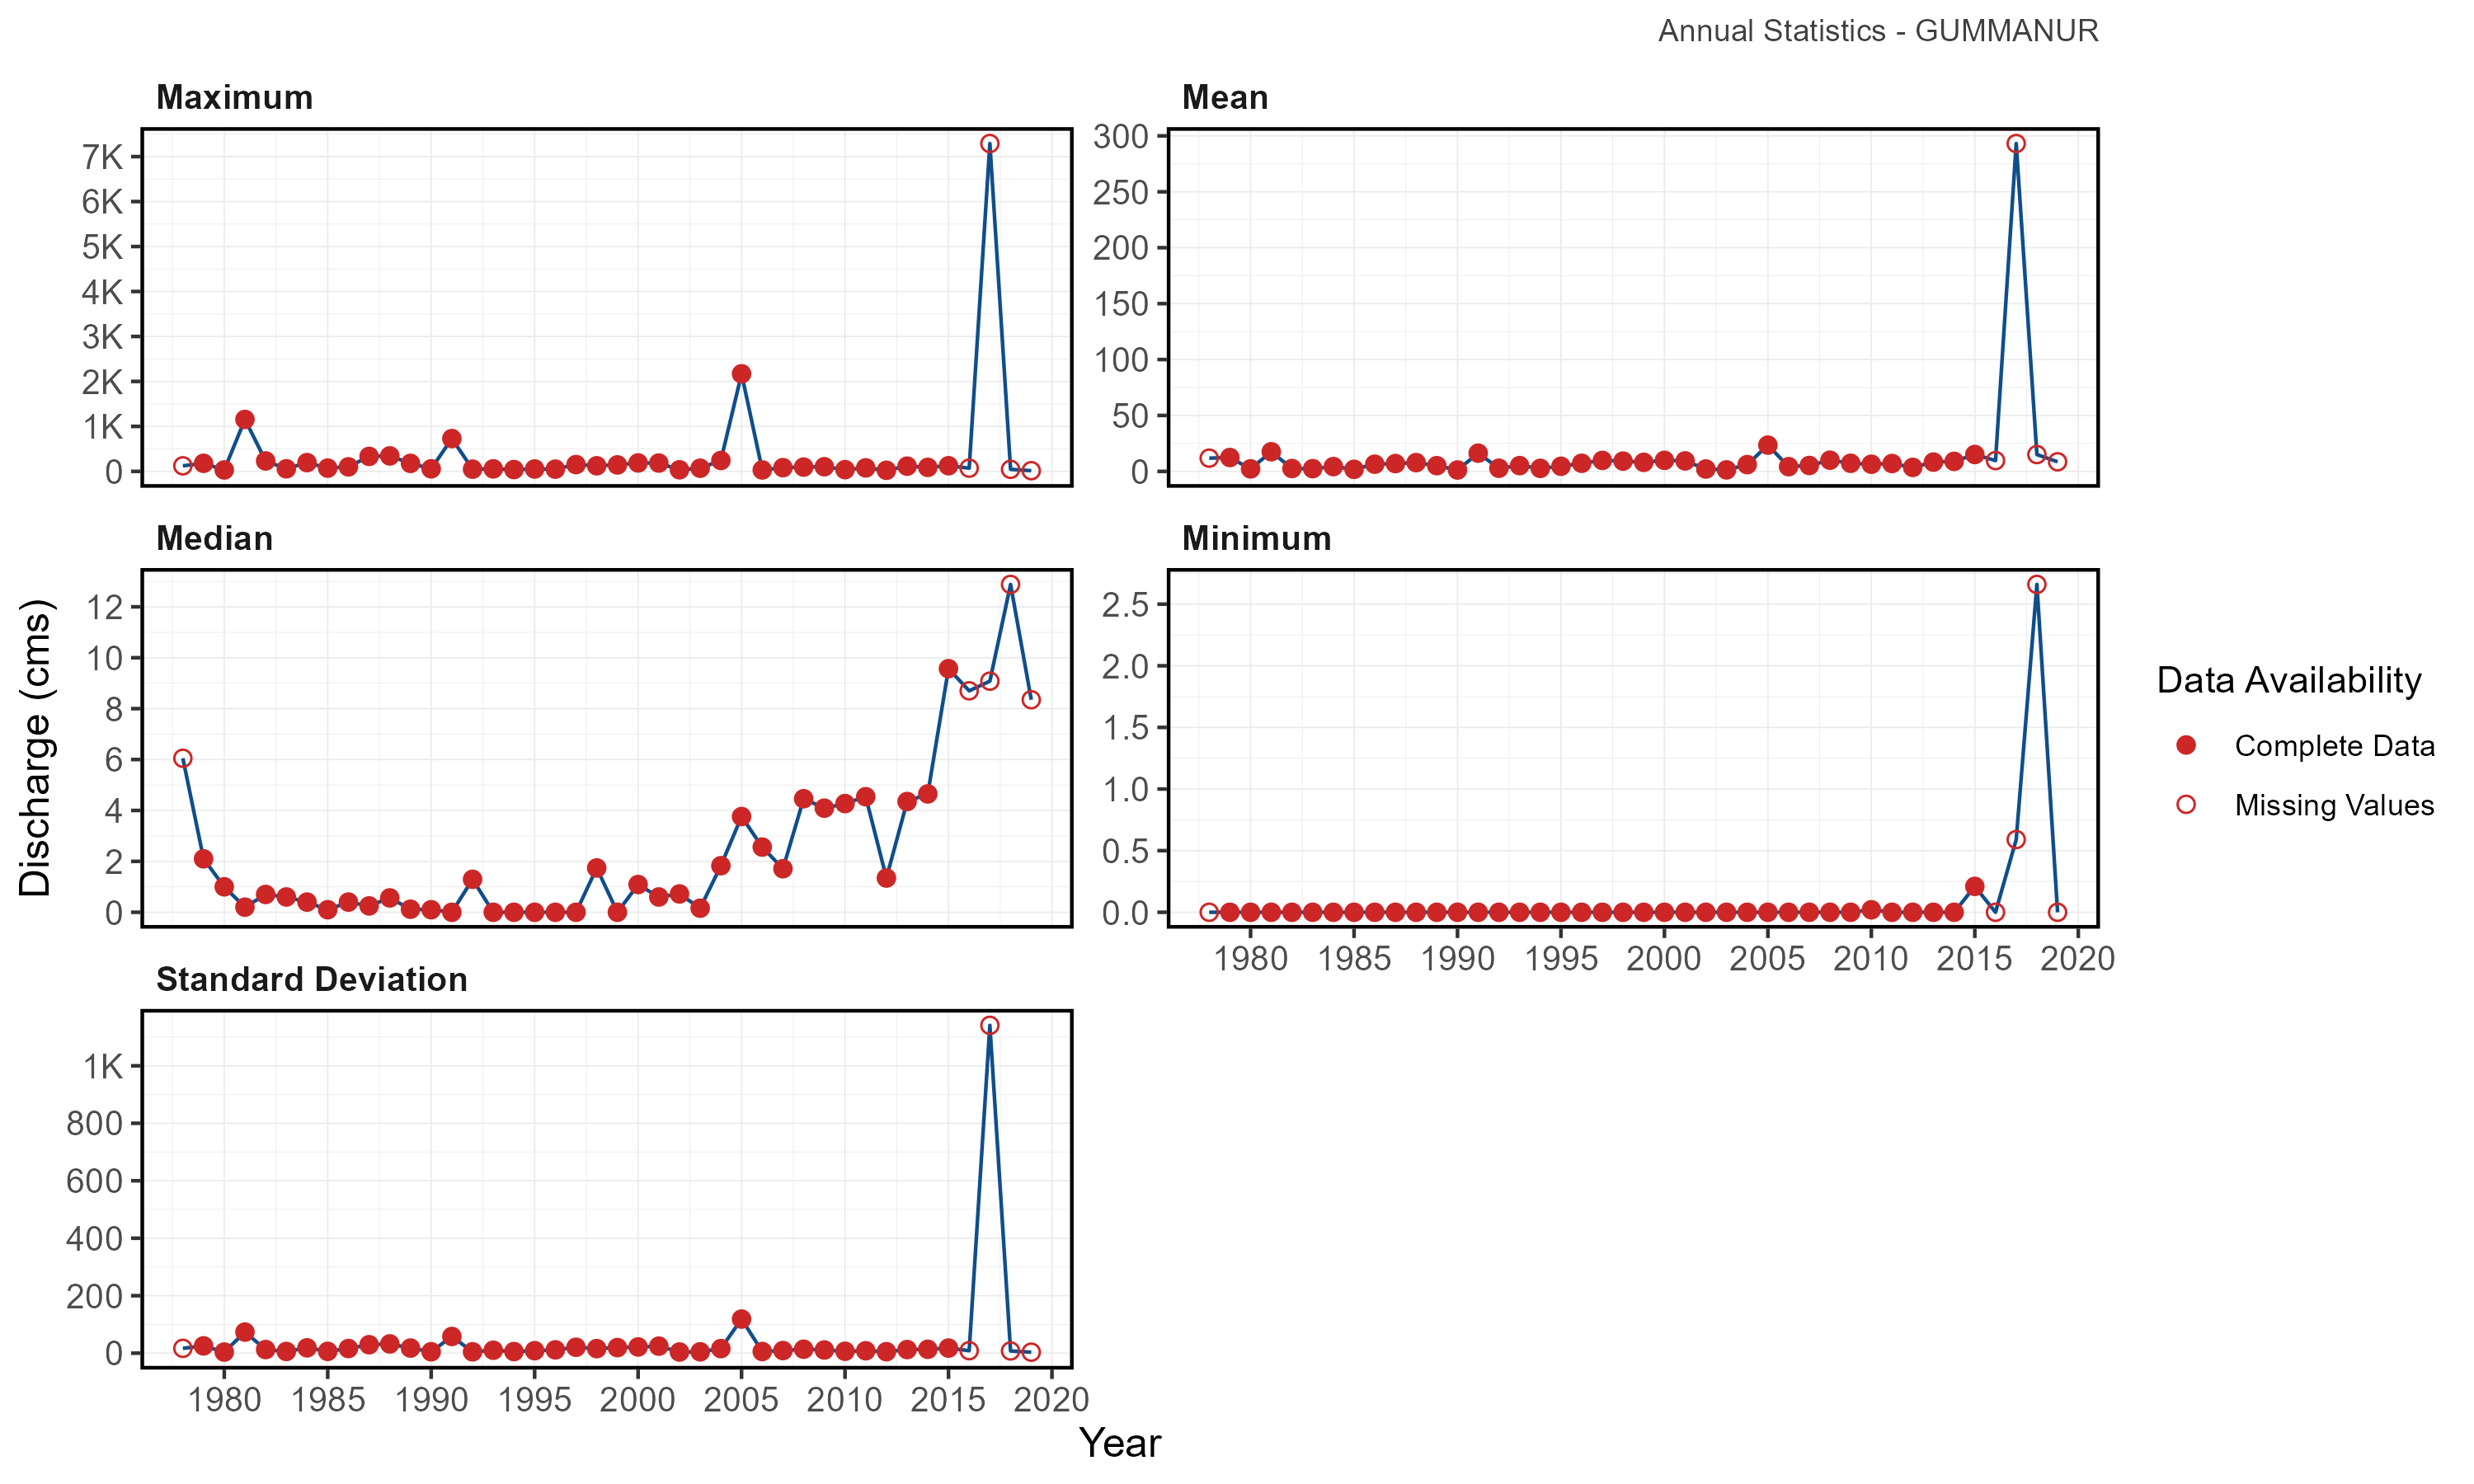 Annual Statistics - GUMMANUR
Maximum
7K
6K
5K
4K
3K
2K
1K
0
Mean
300
250
200
150
100
50
0
Discharge (cms)
Median
12
10
8
6
4
2
0
Minimum
2.5
2.0
1.5
1.0
0.5
0.0
1980 1985 1990 1995 2000 2005 2010 2015 2020
Data Availability
Complete Data
Missing Values
Standard Deviation
1K
800
600
400
200
0
1980 1985 1990 1995 2000 2005 2010 2015 2020
Year